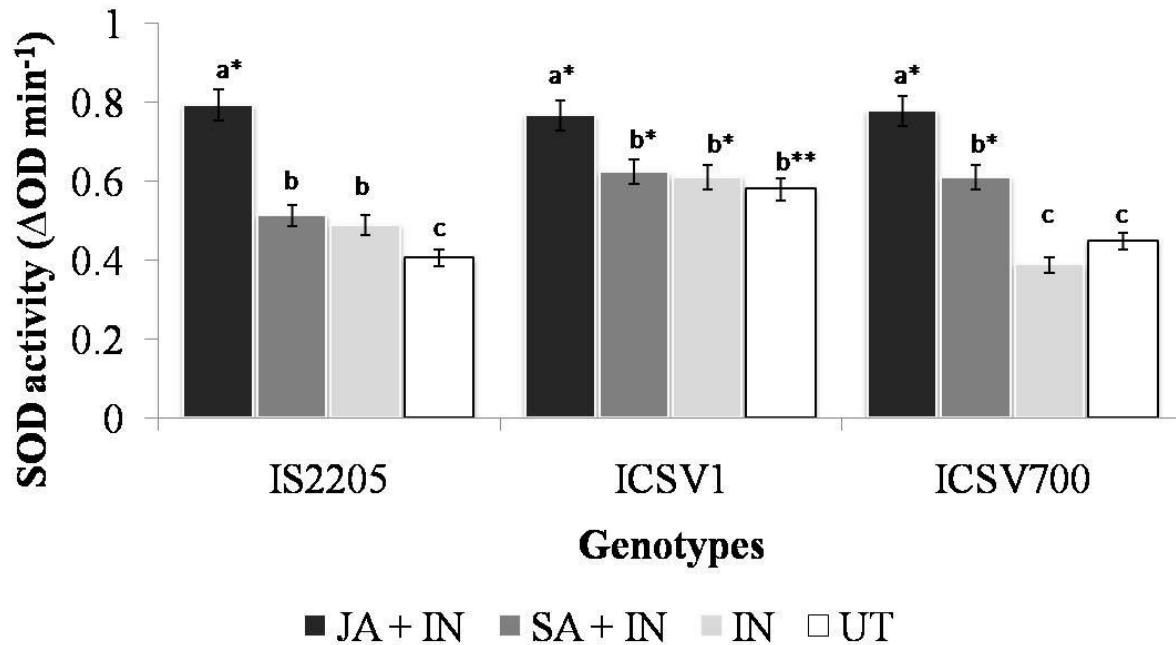 SOD activity (ΔOD min⁻¹)
1
0.8
0.6
0.4
0.2
0
a* b b c
a* b* b* b**
a* b* c c
IS2205 ICSV1 ICSV700
Genotypes
JA + IN SA + IN IN UT